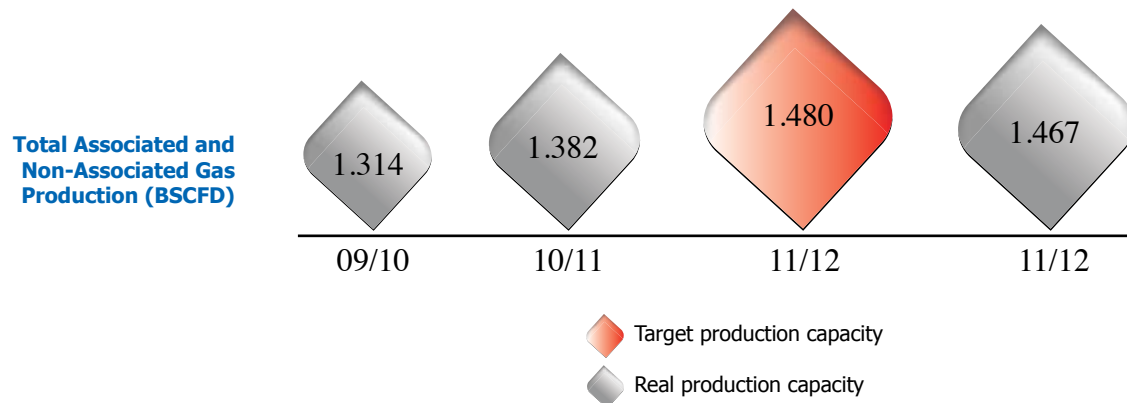 Total Associated and
Non-Associated Gas
Production (BSCFD)
1.314
1.382
1.480
1.467
09/10
10/11
11/12
11/12
Target production capacity
Real production capacity